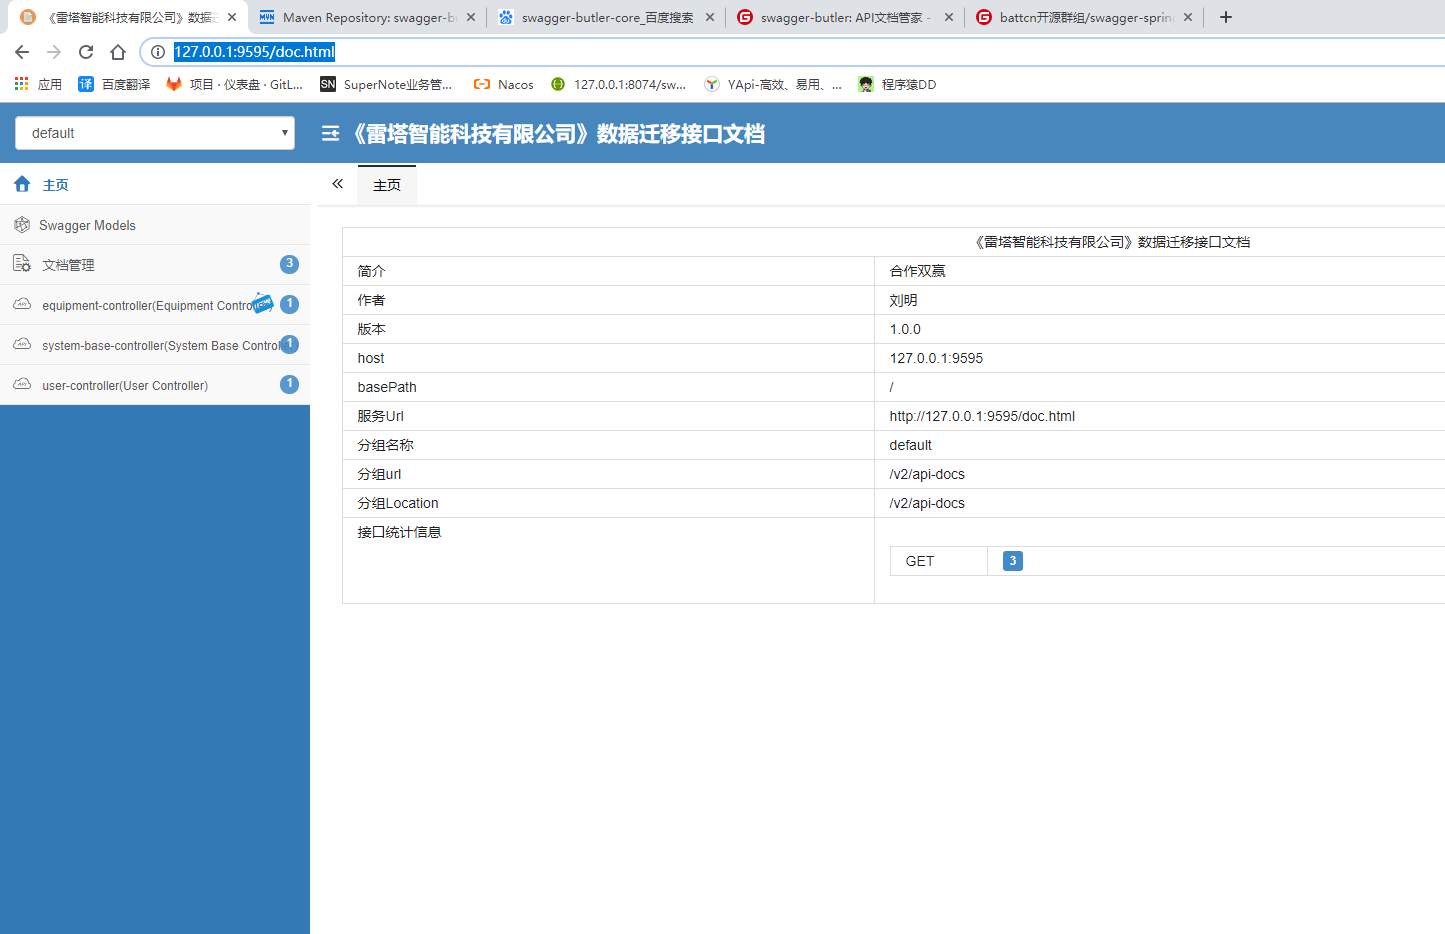 《雷塔智能科技有限公司》数据迁
Maven Repository: swagger-bu
swagger-butler-core_百度搜索
swagger-butler: API文档管家 -
battcn开源群组/swagger-sprin
127.0.0.1:9595/doc.html
应用
译 百度翻译
项目 · 仪表盘 · GitL...
SN SuperNote业务管...
Nacos
127.0.0.1:8074/sw...
YApi-高效、易用、...
程序猿DD
default
《雷塔智能科技有限公司》数据迁移接口文档
主页
Swagger Models
文档管理 3
equipment-controller(Equipment Controller) 1
system-base-controller(System Base Control 1
user-controller(User Controller) 1
主页
《雷塔智能科技有限公司》数据迁移接口文档
简介 合作双赢
作者 刘明
版本 1.0.0
host 127.0.0.1:9595
basePath /
服务Url http://127.0.0.1:9595/doc.html
分组名称 default
分组url /v2/api-docs
分组Location /v2/api-docs
接口统计信息
GET 3